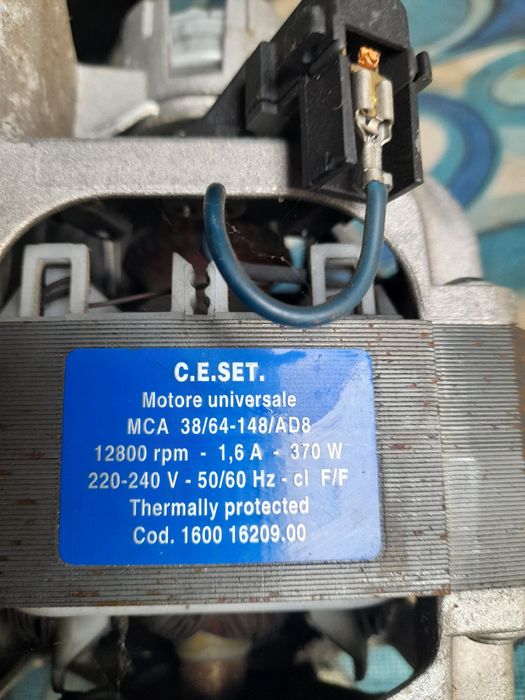 C.E.SET.
Motore universale
MCA 38/64-148/AD8
12800 rpm - 1,6 A - 370 W
220-240 V - 50/60 Hz - cl F/F
Thermally protected
Cod. 1600 16209.00